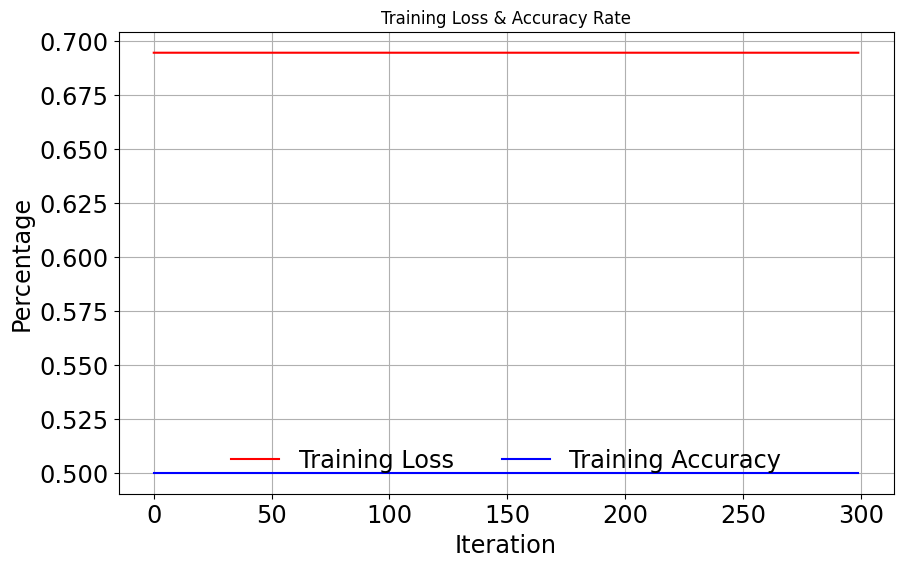 Training Loss & Accuracy Rate
0.700
0.675
0.650
0.625
0.600
0.575
0.550
0.525
0.500
Percentage
Training Loss Training Accuracy
0 50 100 150 200 250 300
Iteration